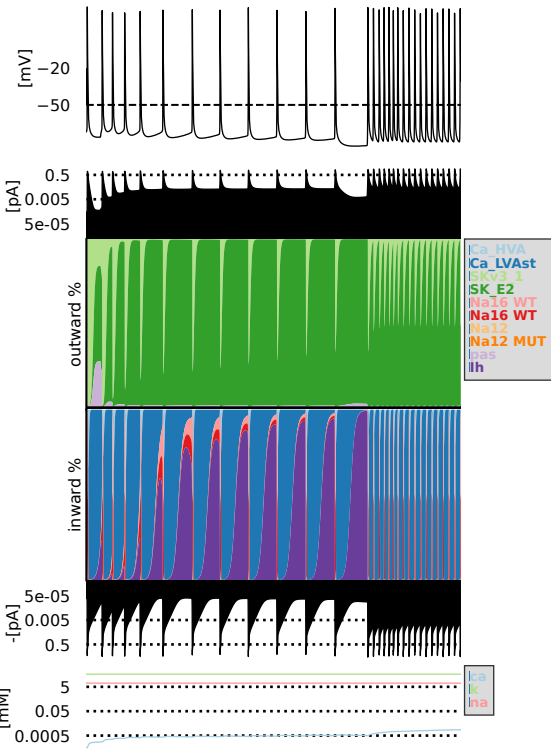 [mV]
−20
−50
[pA]
0.5
0.005
5e-05
outward %
Ca_HVA
Ca_LVAst
SKv3_1
SK_E2
Na16 WT
Na16 WT
Na12
Na12 MUT
pas
Ih
inward %
-[pA]
5e-05
0.005
0.5
[mM]
5
0.05
0.0005
ca
k
na